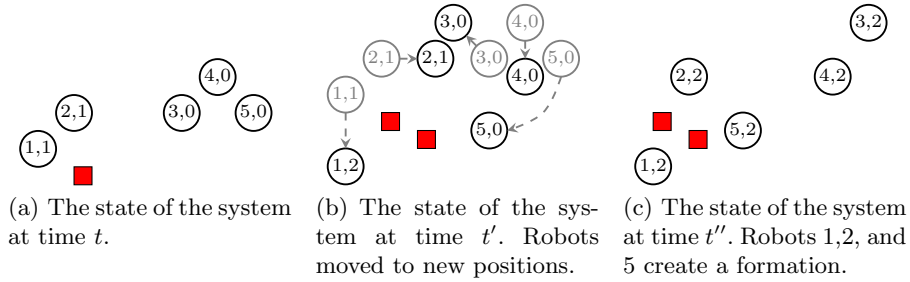 1,1
2,1
3,0
4,0
5,0
(a) The state of the system
at time t.
3,0
4,0
2,1
2,1
3,0
4,0
5,0
1,1
5,0
1,2
(b) The state of the sys-
tem at time t′. Robots
moved to new positions.
3,2
2,2
4,2
5,2
1,2
(c) The state of the system
at time t′′. Robots 1,2, and
5 create a formation.